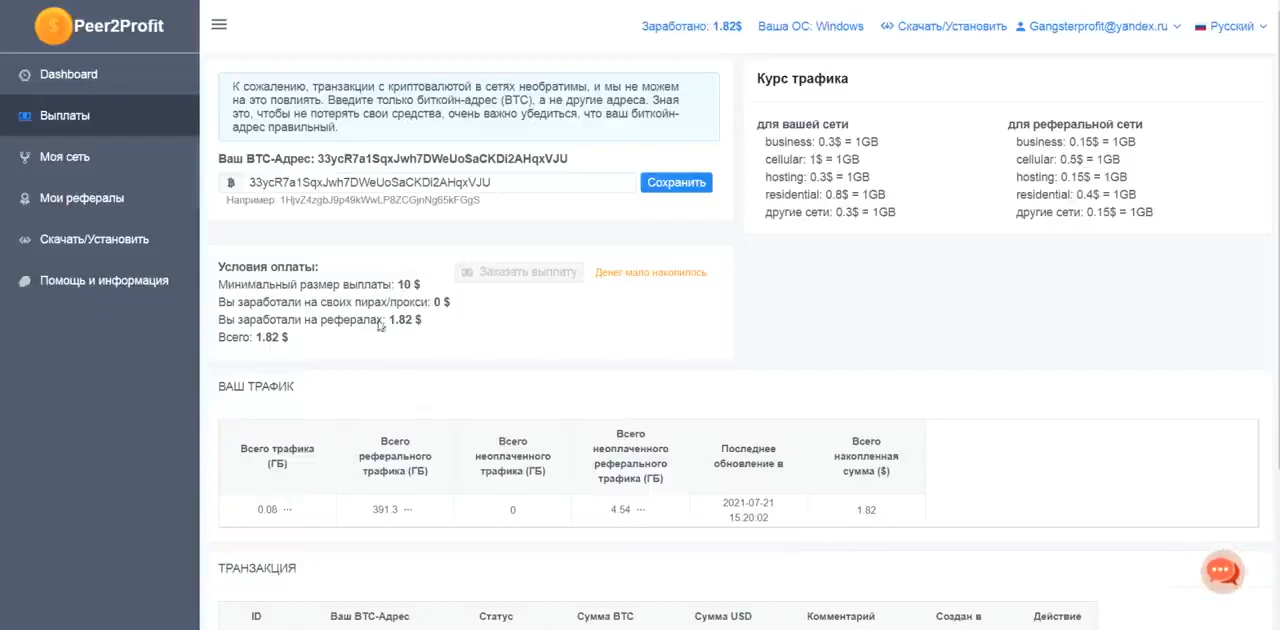 Peer2Profit
Заработано: 1.82$
Ваша ОС: Windows
Скачать/Установить
Gangsterprofit@yandex.ru
Русский
Dashboard
Выплаты
Моя сеть
Мои рефералы
Скачать/Установить
Помощь и информация
К сожалению, транзакции с криптовалютой в сетях необратимы, и мы не можем
на это повлиять. Введите только биткойн-адрес (BTC), а не другие адреса. Зная
это, чтобы не потерять свои средства, очень важно убедиться, что ваш биткойн-
адрес правильный.
Ваш BTC-Адрес: 33ycR7a1SqxJwh7DWeUoSaCKDi2AHqxVJU
33ycR7a1SqxJwh7DWeUoSaCKDi2AHqxVJU
Сохранить
Например: 1HjvZ4zgbJ9p49kWwLP8ZCGjnNg65kFGgS
Курс трафика
для вашей сети
business: 0.3$ = 1GB
cellular: 1$ = 1GB
hosting: 0.3$ = 1GB
residential: 0.8$ = 1GB
другие сети: 0.3$ = 1GB
для реферальной сети
business: 0.15$ = 1GB
cellular: 0.5$ = 1GB
hosting: 0.15$ = 1GB
residential: 0.4$ = 1GB
другие сети: 0.15$ = 1GB
Условия оплаты:
Минимальный размер выплаты: 10 $
Вы заработали на своих пирах/прокси: 0 $
Вы заработали на рефералах: 1.82 $
Всего: 1.82 $
Заказать выплату
Денег мало накопилось
ВАШ ТРАФИК
Всего трафика
(ГБ)
Всего
реферального
трафика (ГБ)
Всего
неоплаченного
трафика (ГБ)
Всего
неоплаченного
реферального
трафика (ГБ)
Последнее
обновление в
Всего
накопленная
сумма ($)
0.08 ...
391.3 ...
0
4.54 ...
2021-07-21
15:20:02
1.82
ТРАНЗАКЦИЯ
ID
Ваш BTC-Адрес
Статус
Сумма BTC
Сумма USD
Комментарий
Создан в
Действие